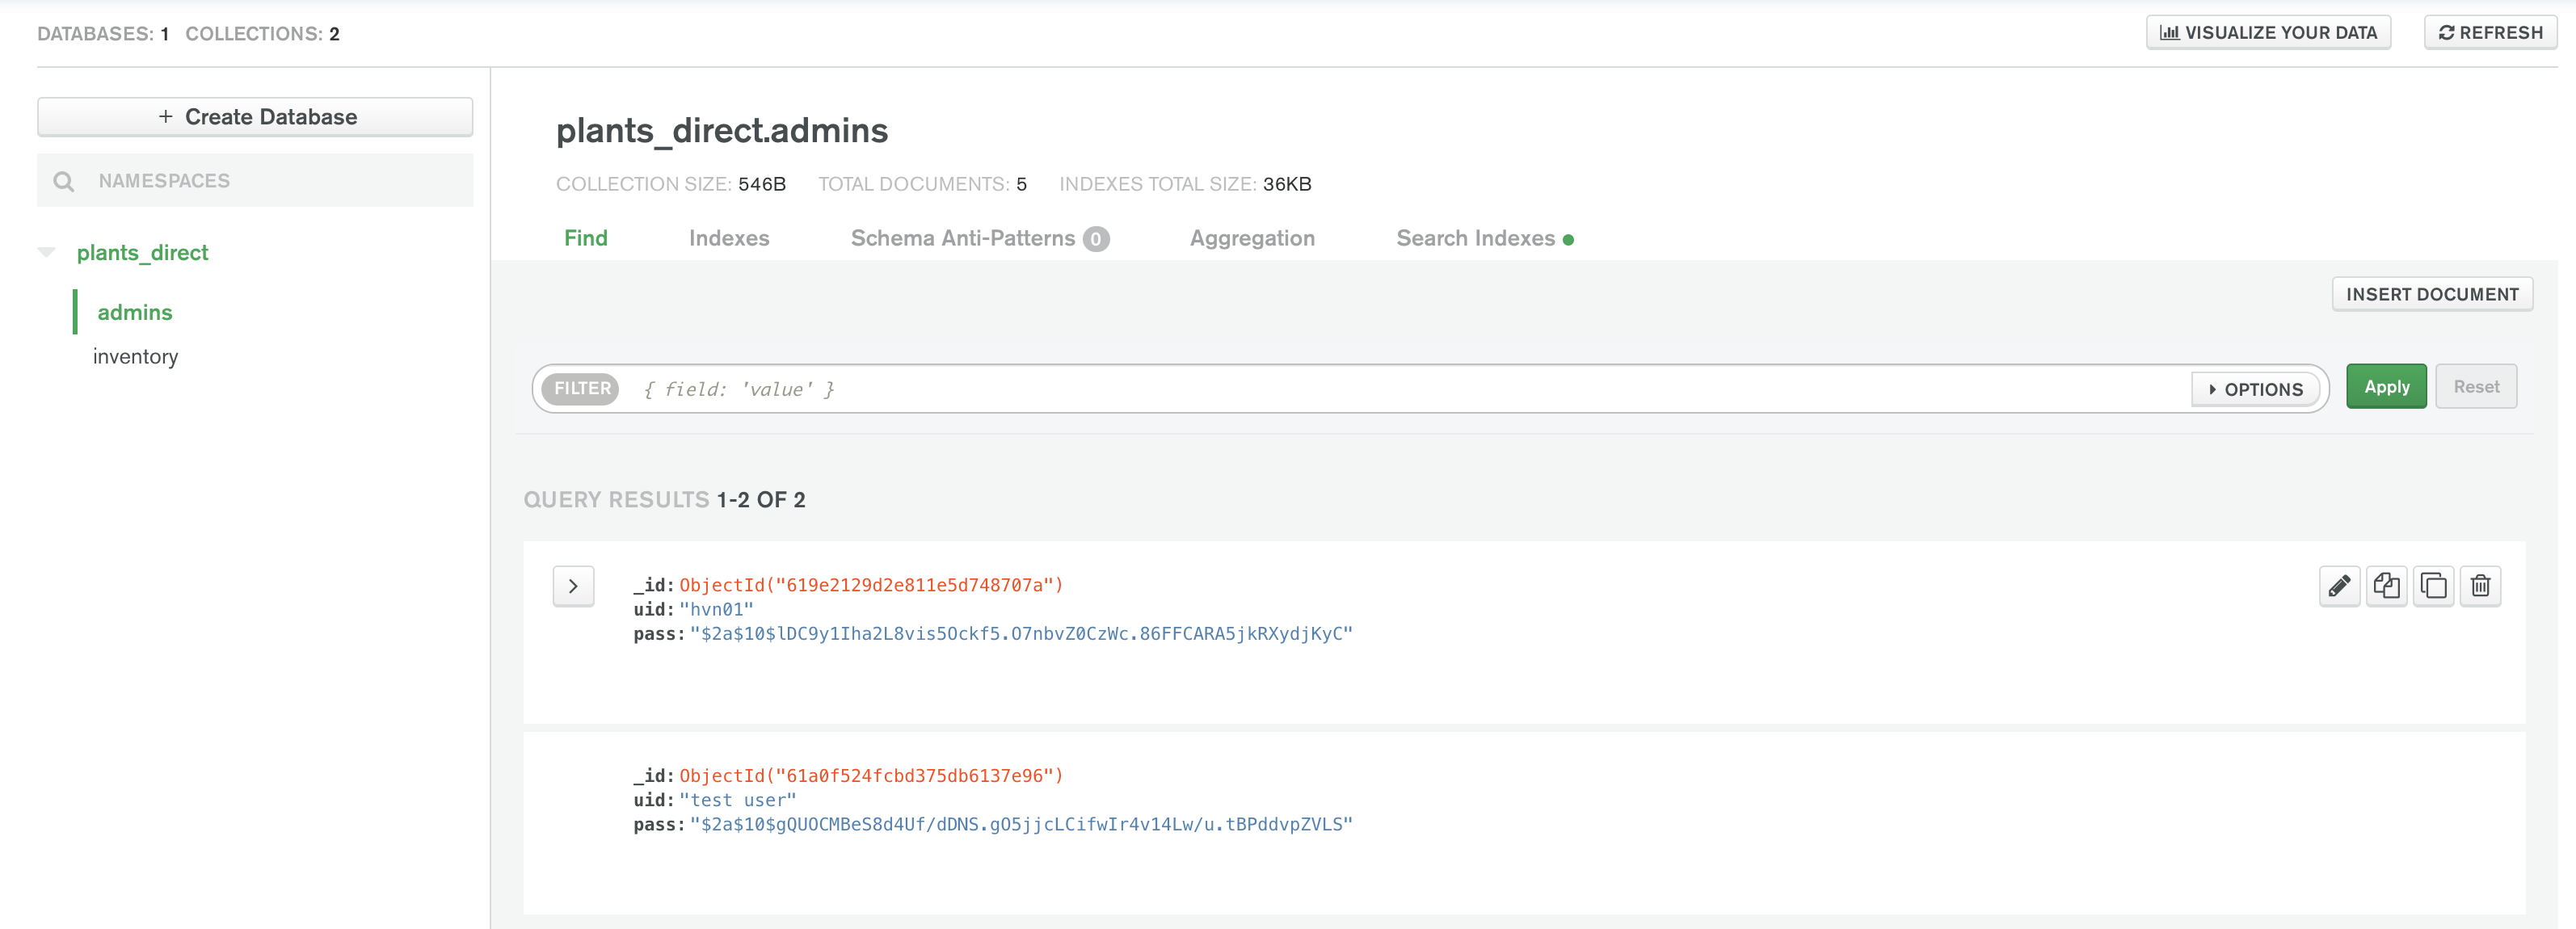 DATABASES: 1 COLLECTIONS: 2
VISUALIZE YOUR DATA
REFRESH
+ Create Database
NAMESPACES
plants_direct
admins
inventory
plants_direct.admins
COLLECTION SIZE: 546B TOTAL DOCUMENTS: 5 INDEXES TOTAL SIZE: 36KB
Find Indexes Schema Anti-Patterns 0 Aggregation Search Indexes
INSERT DOCUMENT
FILTER { field: 'value' } OPTIONS Apply Reset
QUERY RESULTS 1-2 OF 2
_id: ObjectId("619e2129d2e811e5d748707a")
uid: "hvn01"
pass: "$2a$10$lDC9y1Iha2L8vis5Ockf5.O7nbvZ0CzWc.86FFCARA5jkRXydjKyC"
_id: ObjectId("61a0f524fcbd375db6137e96")
uid: "test user"
pass: "$2a$10$gQUOCMBeS8d4Uf/dDNS.gO5jjcLCifwIr4v14Lw/u.tBPddvpZVLS"